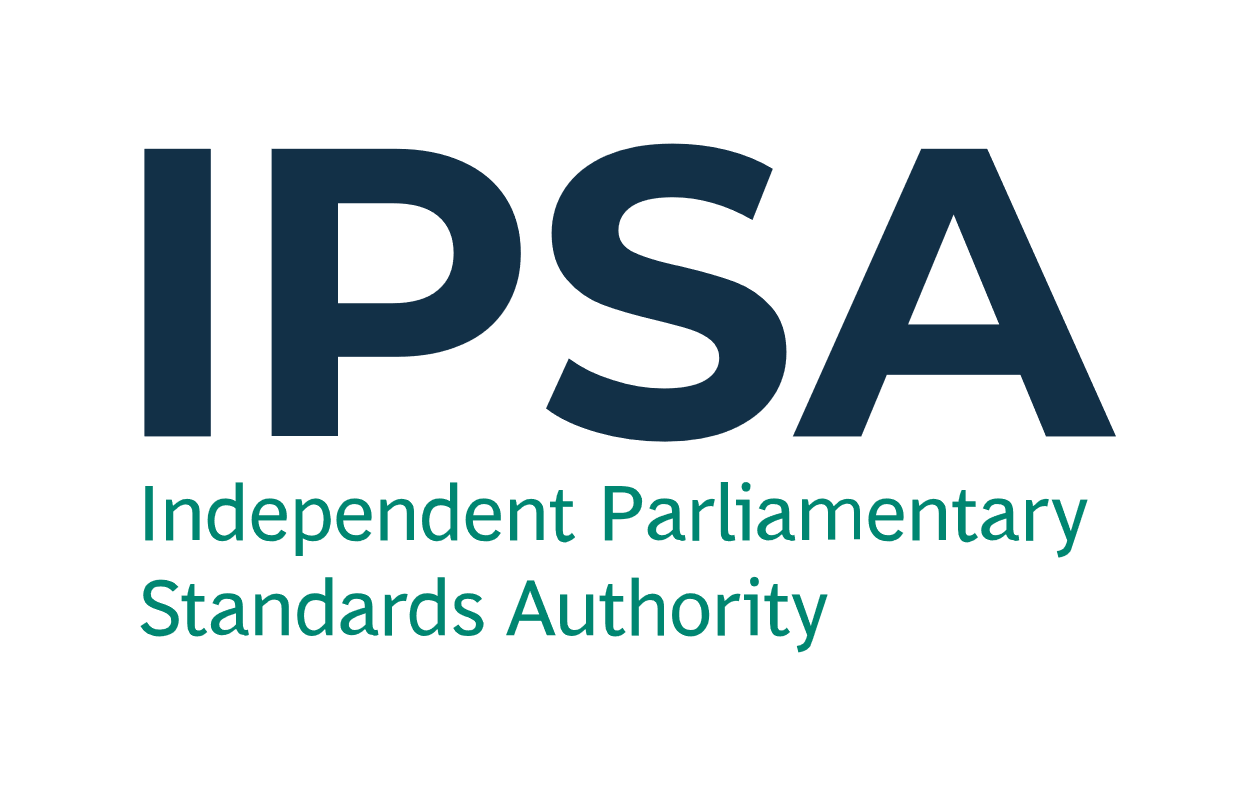 IPSA
Independent Parliamentary
Standards Authority